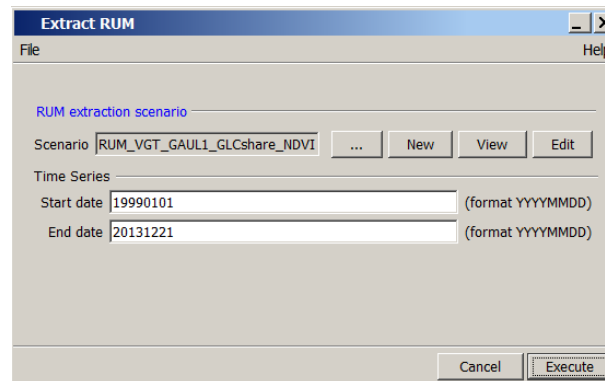 Extract RUM
File Help
RUM extraction scenario
Scenario RUM_VGT_GAUL1_GLCshare_NDVI ... New View Edit
Time Series
Start date 19990101 (format YYYYMMDD)
End date 20131221 (format YYYYMMDD)
Cancel Execute